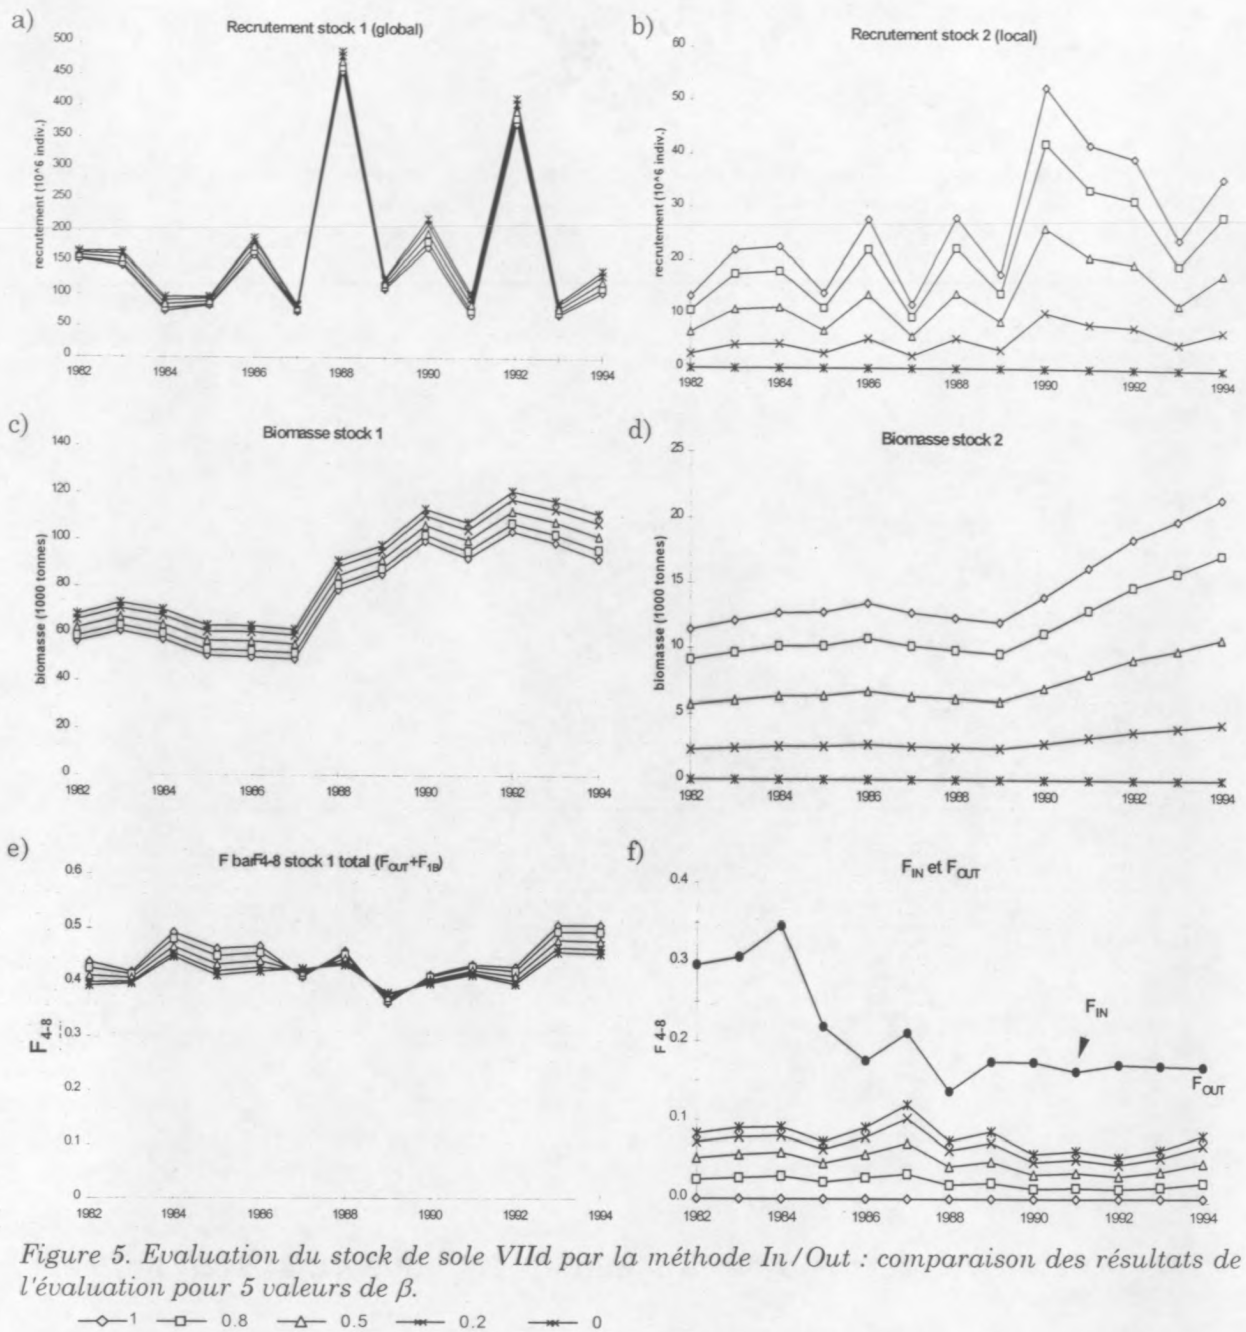 a)
Recrutement stock 1 (global)
recrutement (10^6 indiv.)
500
450
400
350
300
250
200
150
100
50
0
1982 1984 1986 1988 1990 1992 1994
b)
Recrutement stock 2 (local)
recrutement (10^6 indiv.)
60
50
40
30
20
10
0
1982 1984 1986 1988 1990 1992 1994
c)
Biomasse stock 1
biomasse (1000 tonnes)
140
120
100
80
60
40
20
0
1982 1984 1986 1988 1990 1992 1994
d)
Biomasse stock 2
biomasse (1000 tonnes)
25
20
15
10
5
0
1982 1984 1986 1988 1990 1992 1994
e)
F barF4-8 stock 1 total (FOUT+F1B)
F4-8
0.6
0.5
0.4
0.3
0.2
0.1
0
1982 1984 1986 1988 1990 1992 1994
f)
FIN et FOUT
F 4-8
0.4
0.3
0.2
0.1
0.0
FIN
FOUT
1982 1984 1986 1988 1990 1992 1994
Figure 5. Evaluation du stock de sole VIId par la méthode In/Out : comparaison des résultats de
l'évaluation pour 5 valeurs de β.
1 0.8 0.5 0.2 0